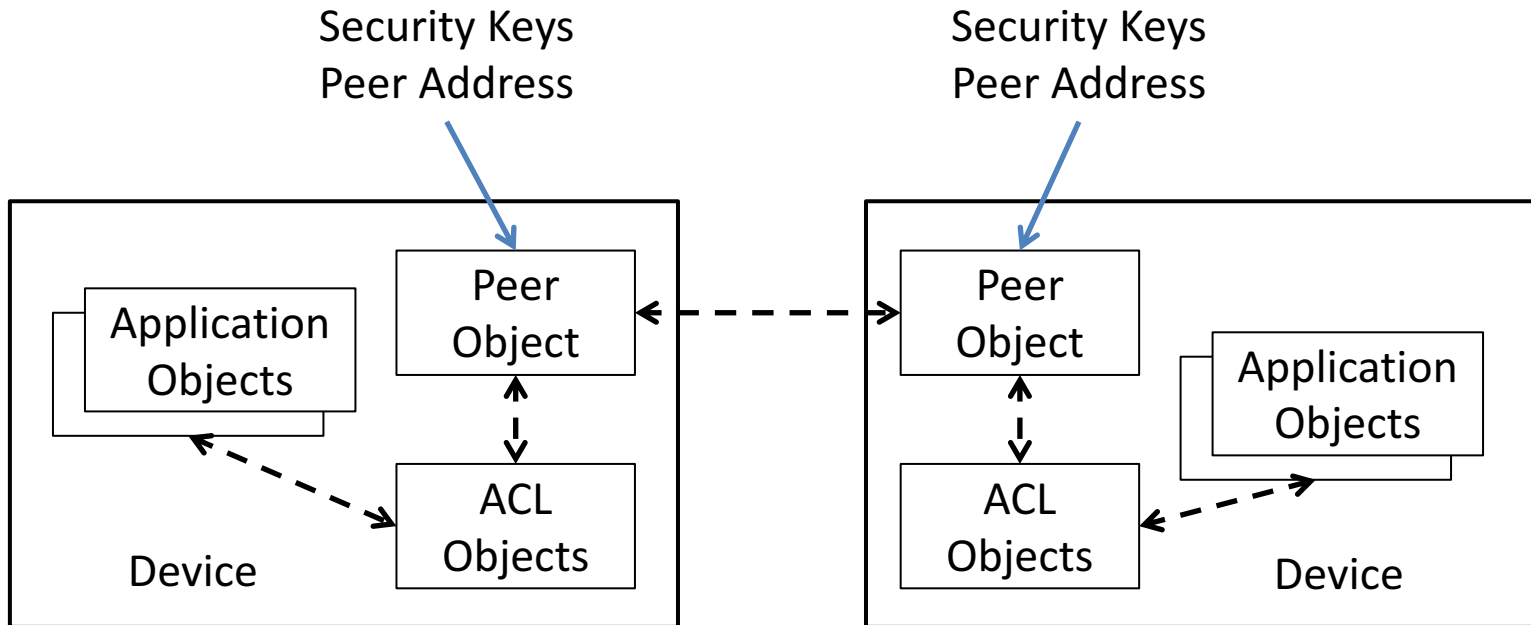 Security Keys
Peer Address
Security Keys
Peer Address
Peer
Object
Application
Objects
ACL
Objects
Device
Peer
Object
Application
Objects
ACL
Objects
Device